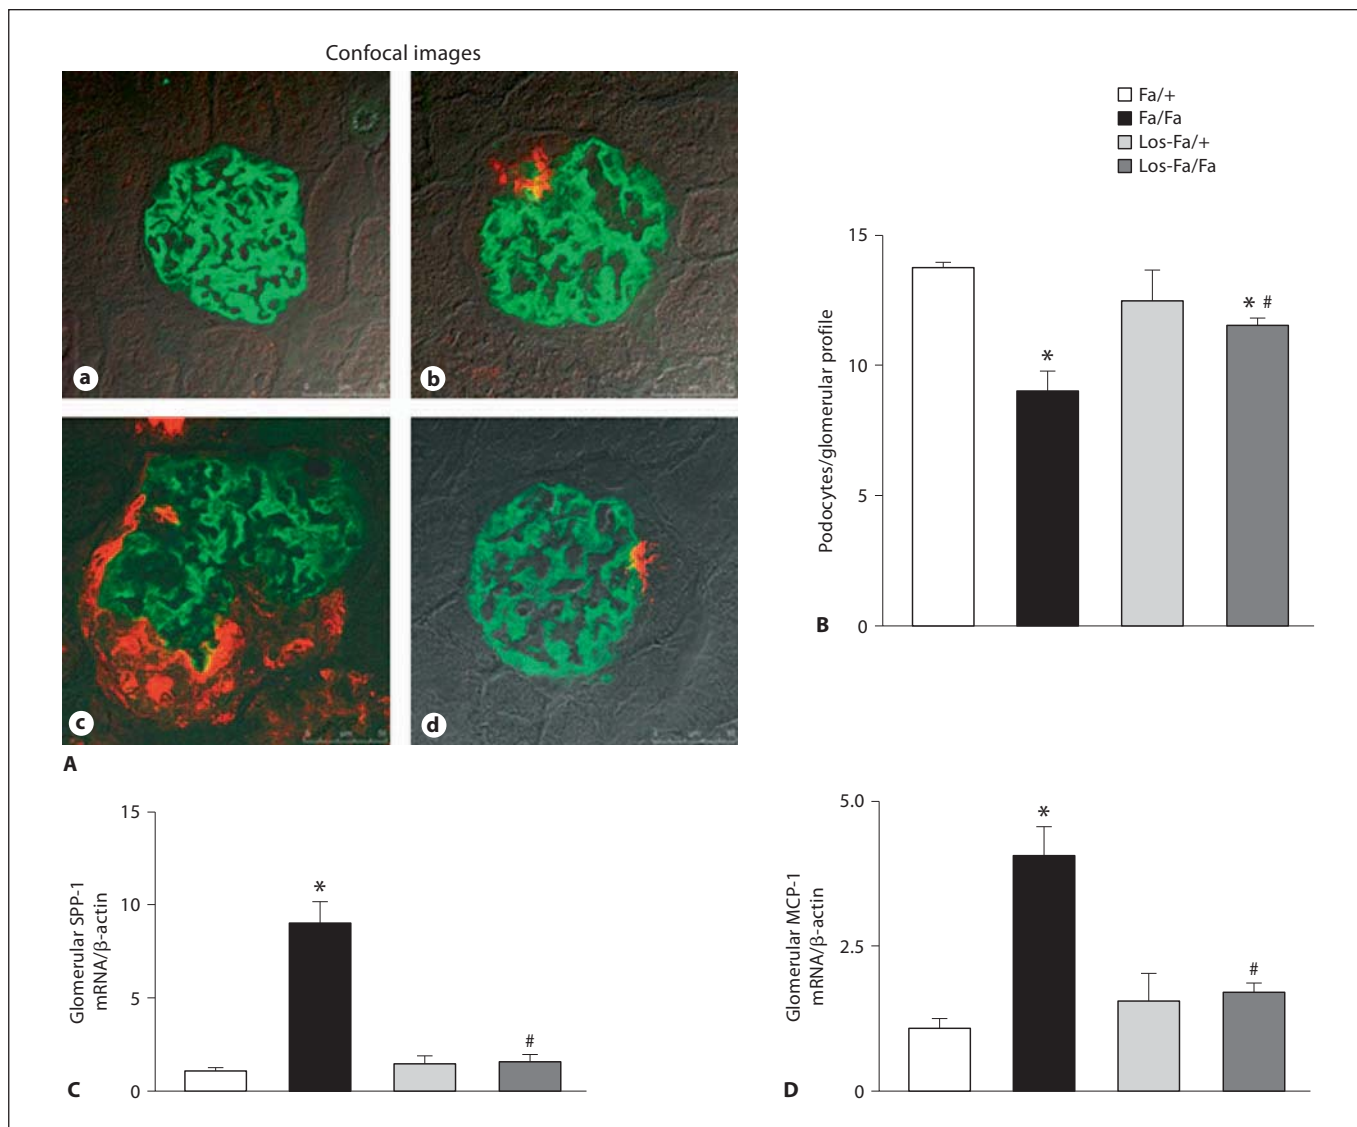 Confocal images
a
b
c
d
A
Fa/+
Fa/Fa
Los-Fa/+
Los-Fa/Fa
Podocytes/glomerular profile
15
10
5
0
*
* #
B
Glomerular SPP-1
mRNA/β-actin
15
10
5
0
*
#
C
Glomerular MCP-1
mRNA/β-actin
5.0
2.5
0
*
#
D